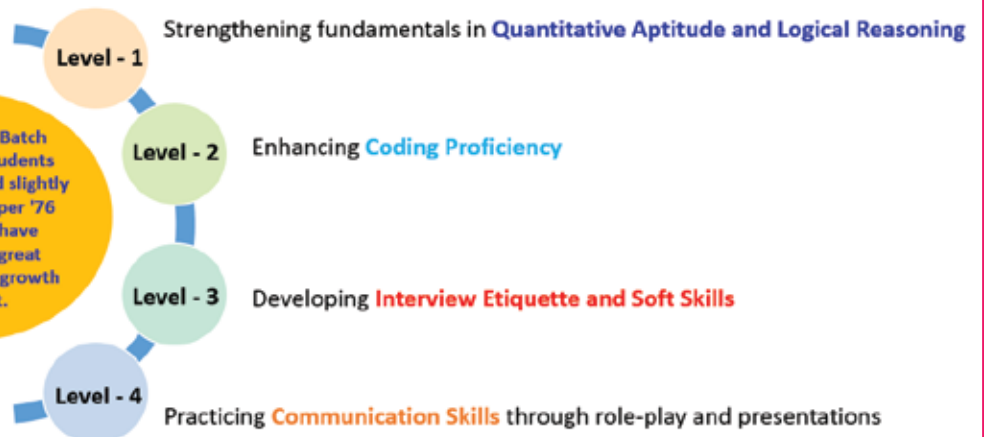 Level - 1
Strengthening fundamentals in Quantitative Aptitude and Logical Reasoning
Level - 2
Enhancing Coding Proficiency
Batch
slightly
'76
have
great
growth
Level - 3
Developing Interview Etiquette and Soft Skills
Level - 4
Practicing Communication Skills through role-play and presentations